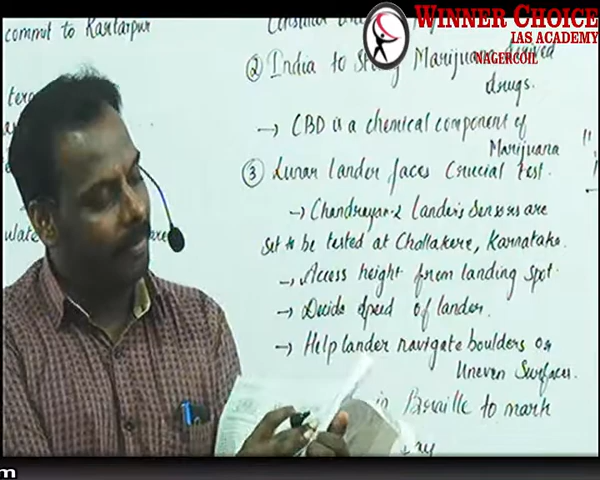 WINNER CHOICE
IAS ACADEMY
NAGERCOIL
commit to Kartarpur
② India to Study Marijuana derived
drugs.
→ CBD is a chemical component of
Marijuana
③ Lunar lander faces Crucial test.
→ Chandrayan-2 Lander's Sensors are
set to be tested at Challakere, Karnataka.
→ Access height from landing spot.
→ Decide speed of lander.
→ Help lander navigate boulders or
Uneven Surfaces.
in Braille to mark
m